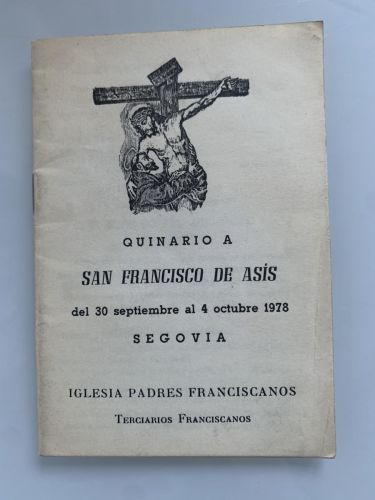 QUINARIO A
SAN FRANCISCO DE ASÍS
del 30 septiembre al 4 octubre 1978
SEGOVIA
IGLESIA PADRES FRANCISCANOS
TERCIARIOS FRANCISCANOS